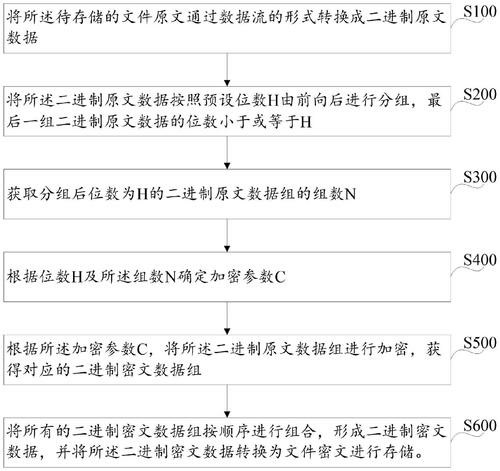 S100
将所述待存储的文件原文通过数据流的形式转换成二进制原文
数据
S200
将所述二进制原文数据按照预设位数H由前向后进行分组，最
后一组二进制原文数据的位数小于或等于H
S300
获取分组后位数为H的二进制原文数据组的组数N
S400
根据位数H及所述组数N确定加密参数C
S500
根据所述加密参数C，将所述二进制原文数据组进行加密，获
得对应的二进制密文数据组
S600
将所有的二进制密文数据组按顺序进行组合，形成二进制密文
数据，并将所述二进制密文数据转换为文件密文进行存储。